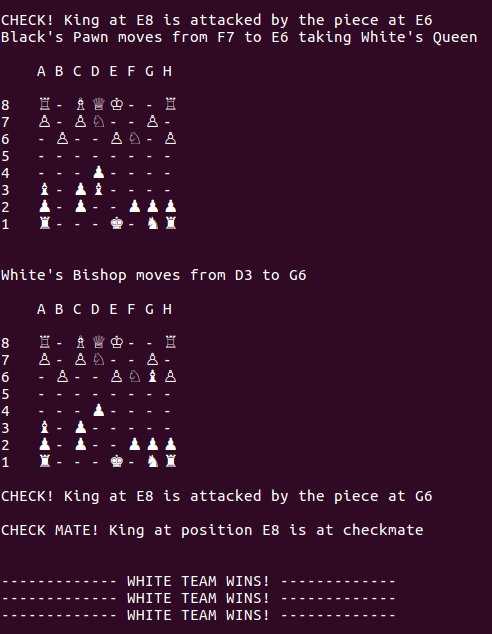 CHECK! King at E8 is attacked by the piece at E6
Black's Pawn moves from F7 to E6 taking White's Queen
A B C D E F G H
8 ♖ - ♗ ♕ ♔ - - ♖
7 ♙ - ♙ ♘ - - ♙ -
6 - ♙ - - ♙ ♘ - ♙
5 - - - - - - - -
4 - - - ♟ - - - -
3 ♝ - ♟ ♝ - - - -
2 ♟ - ♟ - - ♟ ♟ ♟
1 ♜ - - - ♚ - ♞ ♜
White's Bishop moves from D3 to G6
A B C D E F G H
8 ♖ - ♗ ♕ ♔ - - ♖
7 ♙ - ♙ ♘ - - ♙ -
6 - ♙ - - ♙ ♘ ♝ ♙
5 - - - - - - - -
4 - - - ♟ - - - -
3 ♝ - ♟ - - - - -
2 ♟ - ♟ - - ♟ ♟ ♟
1 ♜ - - - ♚ - ♞ ♜
CHECK! King at E8 is attacked by the piece at G6
CHECK MATE! King at position E8 is at checkmate
------------- WHITE TEAM WINS! -------------
------------- WHITE TEAM WINS! -------------
------------- WHITE TEAM WINS! -------------